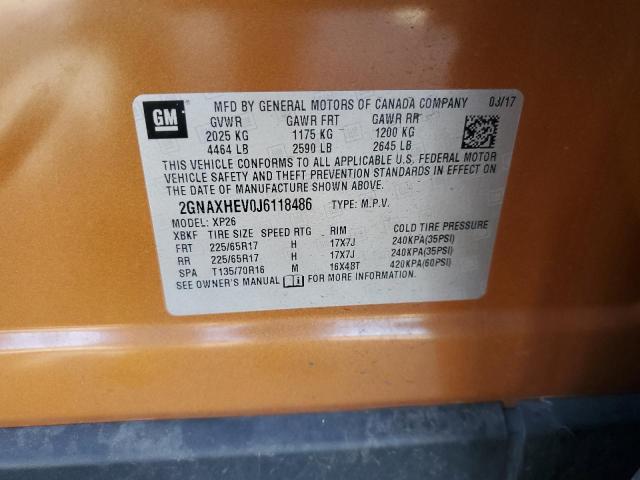 GM
MFD BY GENERAL MOTORS OF CANADA COMPANY 03/17
GVWR GAWR FRT GAWR RR
2025 KG 1175 KG 1200 KG
4464 LB 2590 LB 2645 LB
THIS VEHICLE CONFORMS TO ALL APPLICABLE U.S. FEDERAL MOTOR
VEHICLE SAFETY AND THEFT PREVENTION STANDARDS IN EFFECT ON
THE DATE OF MANUFACTURE SHOWN ABOVE.
2GNAXHEV0J6118486 TYPE: M.P.V.
MODEL: XP26
XBKF TIRE SIZE SPEED RTG RIM COLD TIRE PRESSURE
FRT 225/65R17 H 17X7J 240KPA(35PSI)
RR 225/65R17 H 17X7J 240KPA(35PSI)
SPA T135/70R16 M 16X4BT 420KPA(60PSI)
SEE OWNER'S MANUAL FOR MORE INFORMATION.